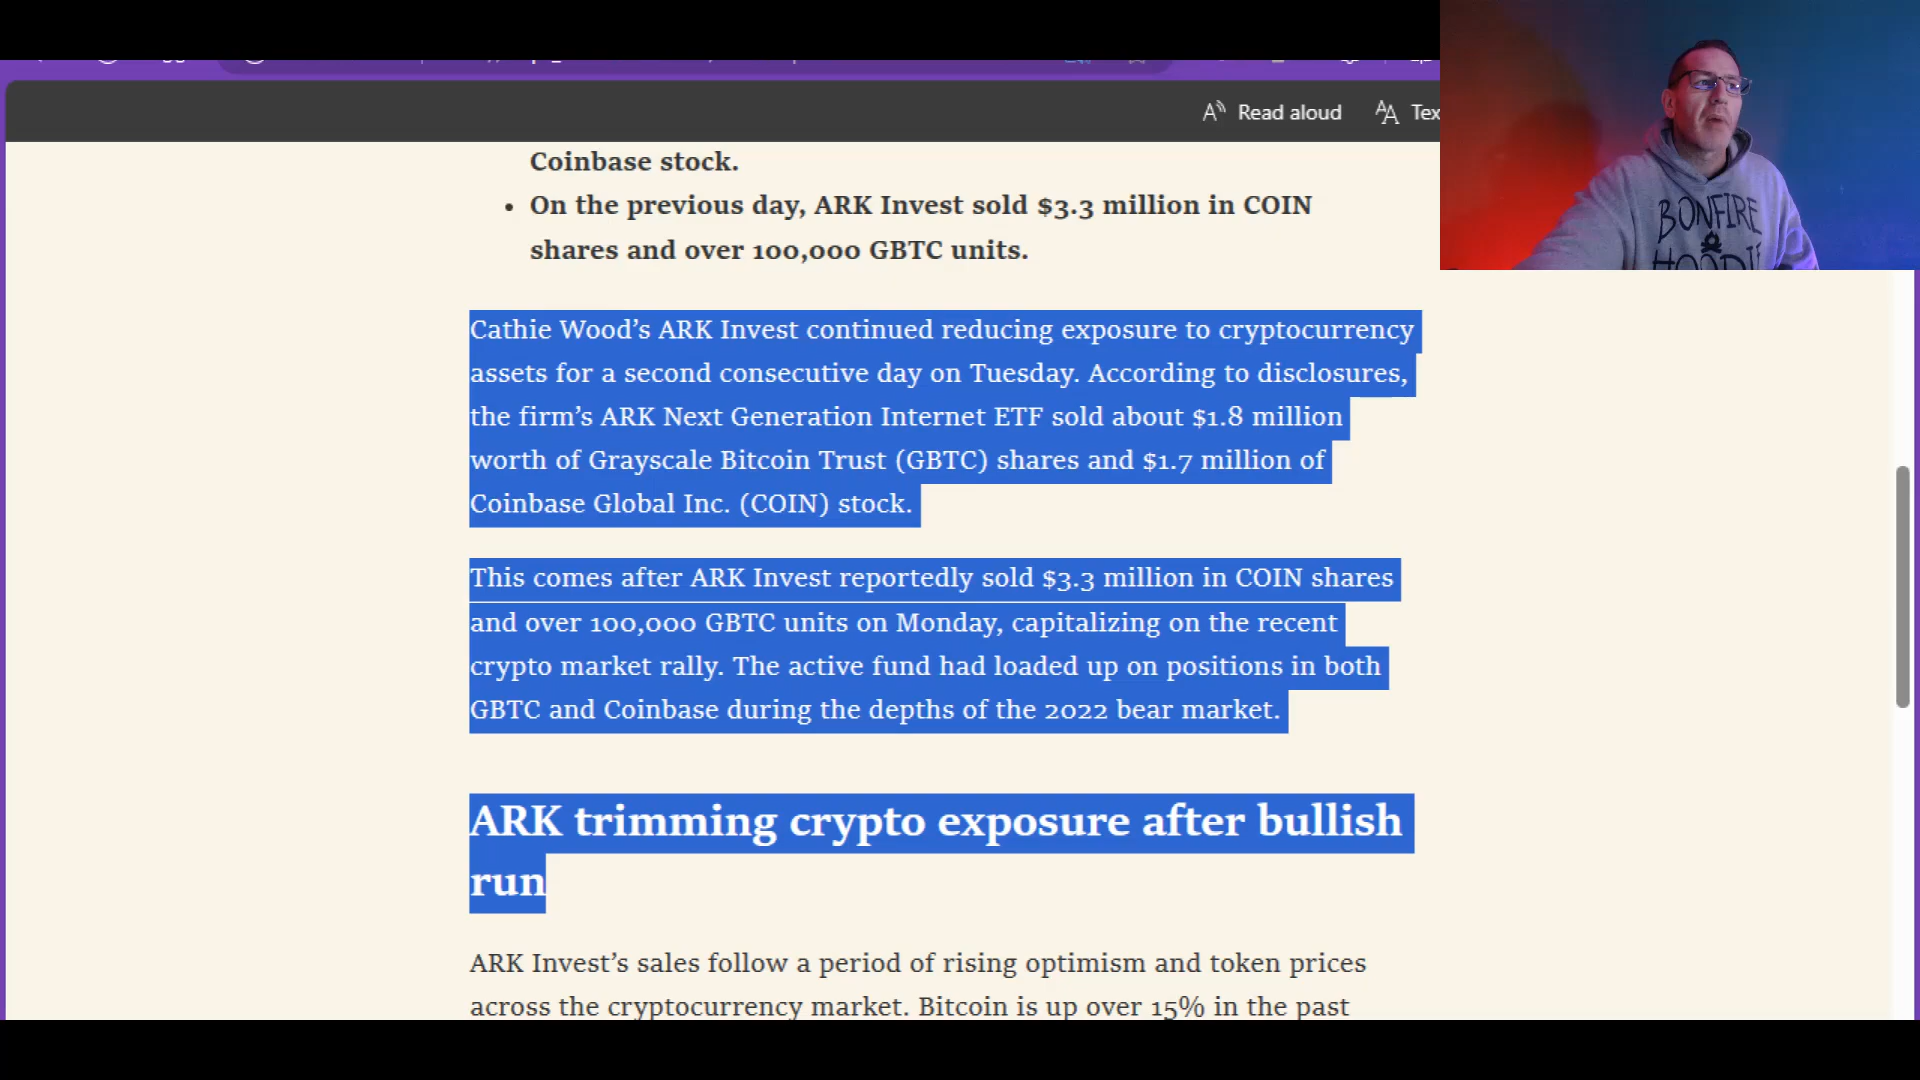 Read aloud
Tex
Coinbase stock.
• On the previous day, ARK Invest sold $3.3 million in COIN
shares and over 100,000 GBTC units.
Cathie Wood’s ARK Invest continued reducing exposure to cryptocurrency
assets for a second consecutive day on Tuesday. According to disclosures,
the firm’s ARK Next Generation Internet ETF sold about $1.8 million
worth of Grayscale Bitcoin Trust (GBTC) shares and $1.7 million of
Coinbase Global Inc. (COIN) stock.
This comes after ARK Invest reportedly sold $3.3 million in COIN shares
and over 100,000 GBTC units on Monday, capitalizing on the recent
crypto market rally. The active fund had loaded up on positions in both
GBTC and Coinbase during the depths of the 2022 bear market.
ARK trimming crypto exposure after bullish
run
ARK Invest’s sales follow a period of rising optimism and token prices
across the cryptocurrency market. Bitcoin is up over 15% in the past
BONFIRE
HOODIE